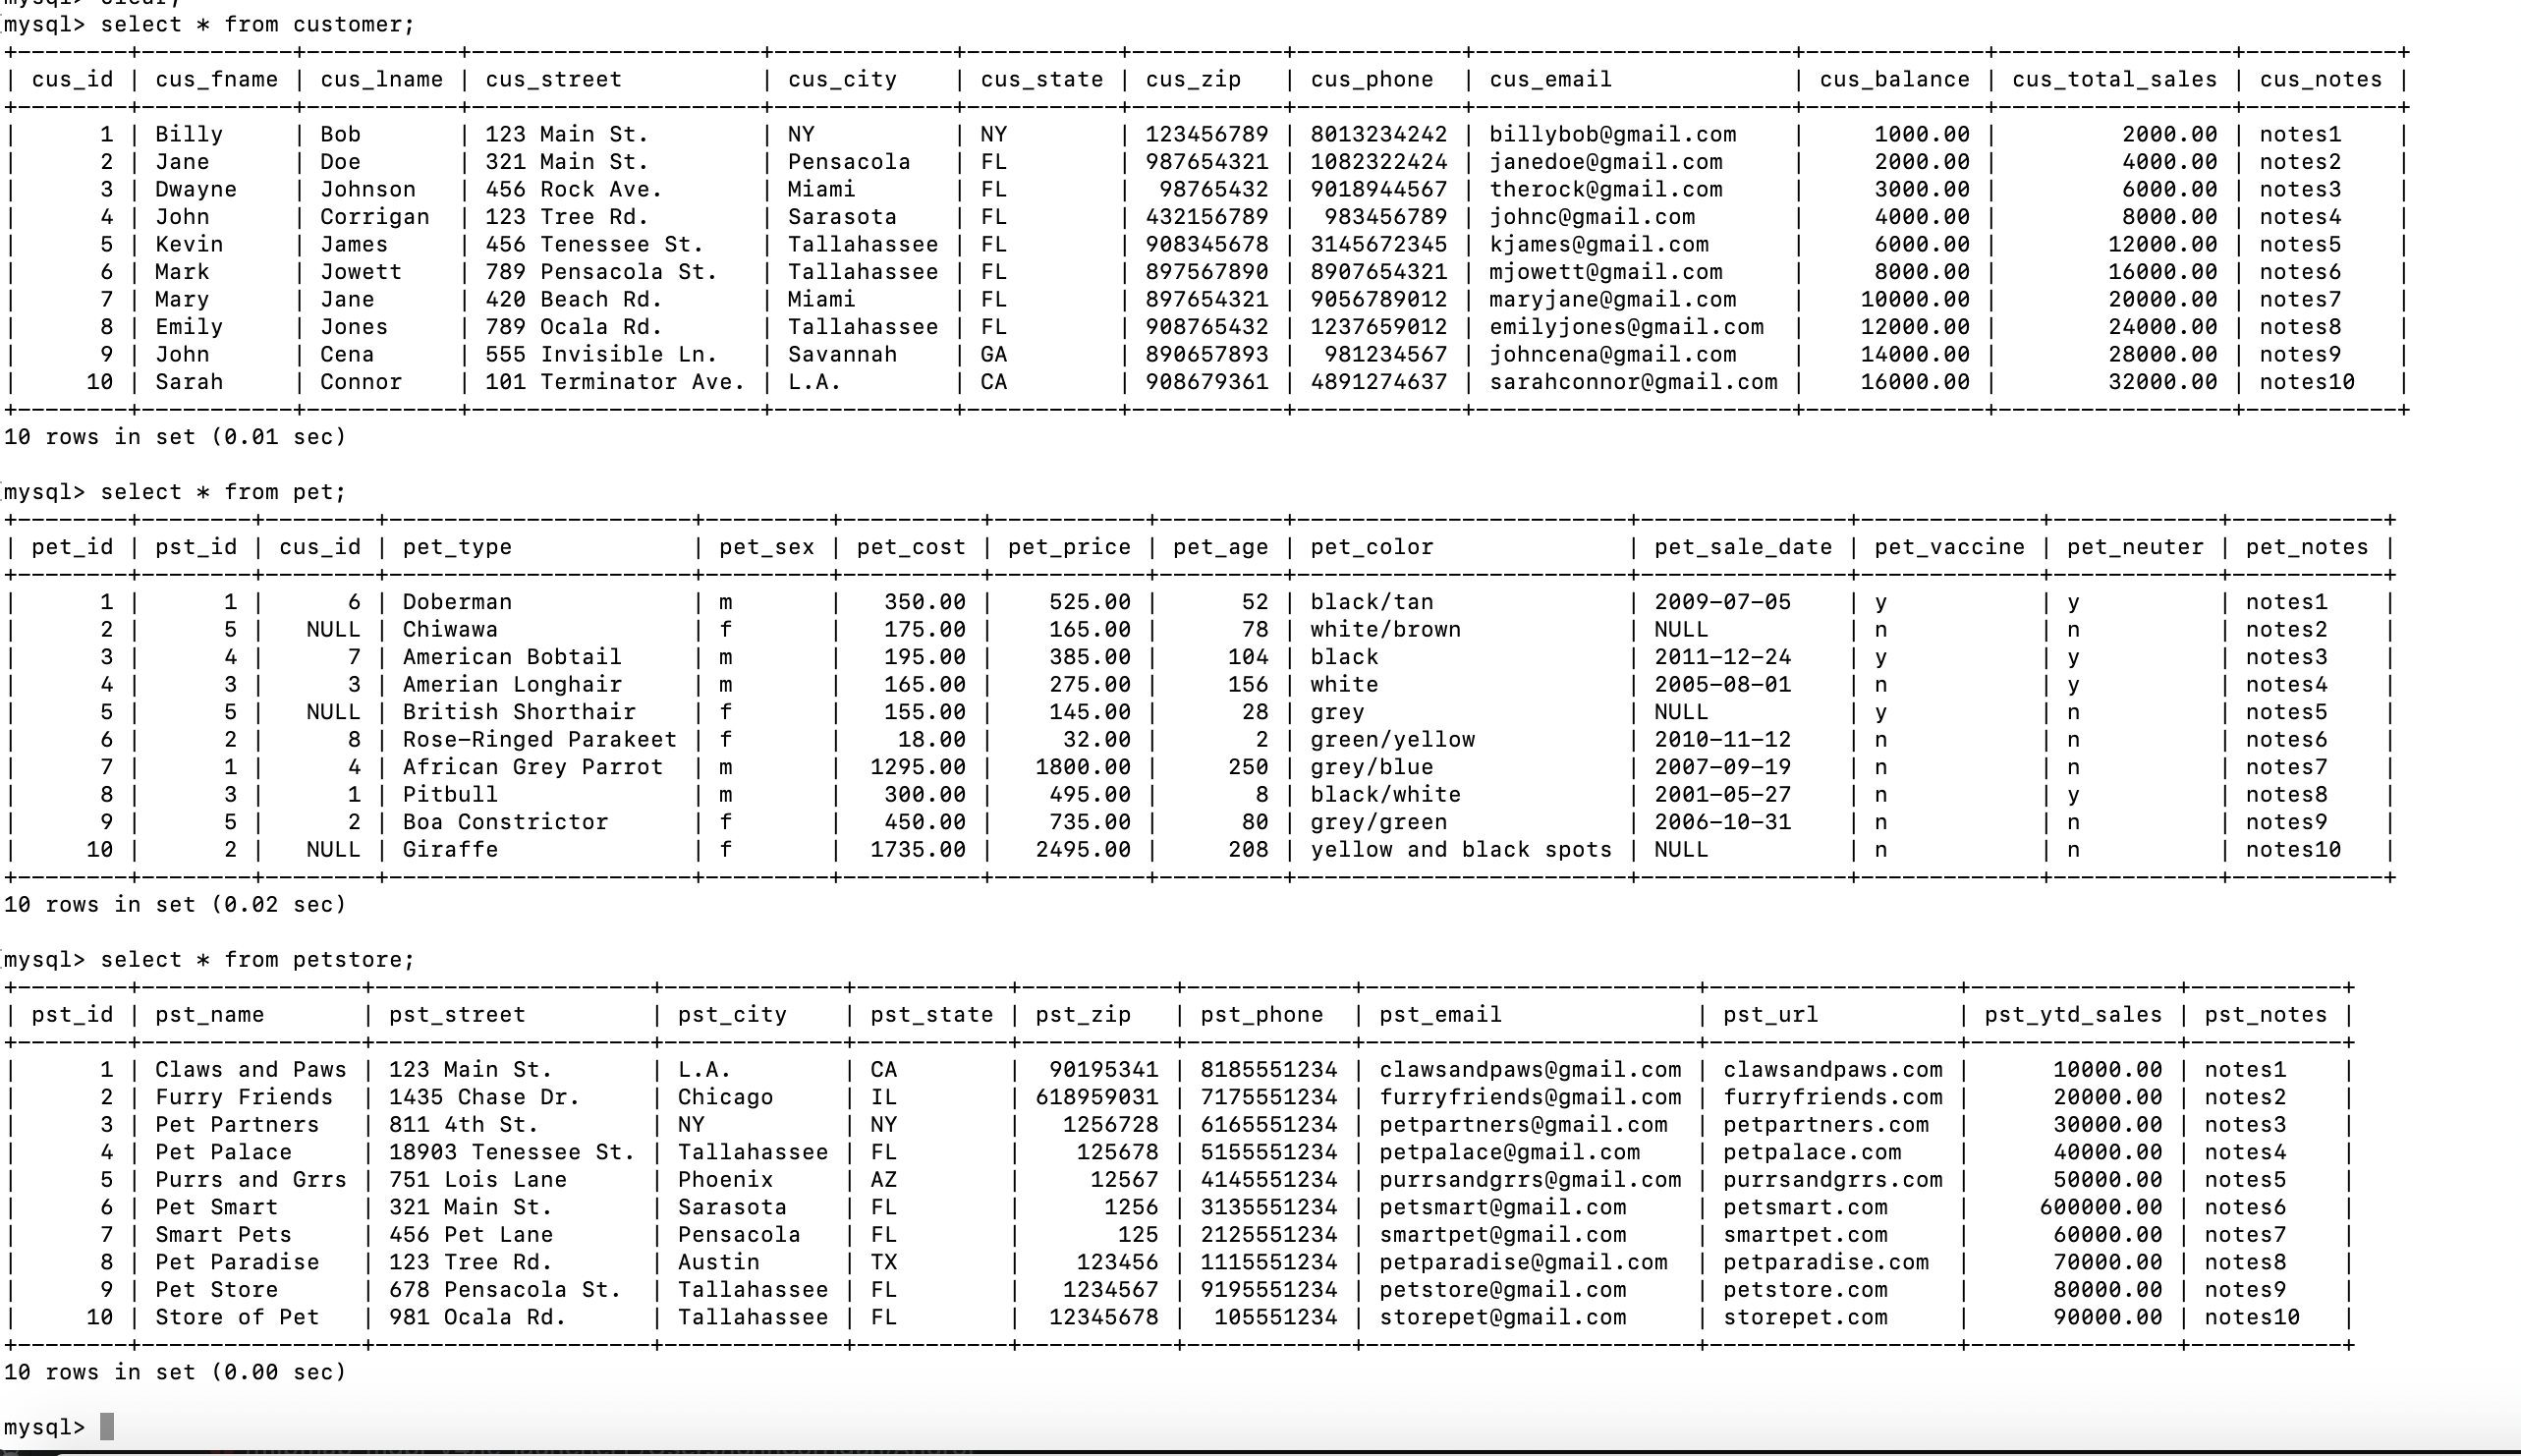 mysql> clear;
mysql> select * from customer;
+--------+-----------+-----------+---------------------+-------------+-----------+-----------+------------+-----------------------+-------------+-----------------+-----------+
| cus_id | cus_fname | cus_lname | cus_street          | cus_city    | cus_state | cus_zip   | cus_phone  | cus_email             | cus_balance | cus_total_sales | cus_notes |
+--------+-----------+-----------+---------------------+-------------+-----------+-----------+------------+-----------------------+-------------+-----------------+-----------+
|      1 | Billy     | Bob       | 123 Main St.        | NY          | NY        | 123456789 | 8013234242 | billybob@gmail.com    |     1000.00 |         2000.00 | notes1    |
|      2 | Jane      | Doe       | 321 Main St.        | Pensacola   | FL        | 987654321 | 1082322424 | janedoe@gmail.com     |     2000.00 |         4000.00 | notes2    |
|      3 | Dwayne    | Johnson   | 456 Rock Ave.       | Miami       | FL        |  98765432 | 9018944567 | therock@gmail.com     |     3000.00 |         6000.00 | notes3    |
|      4 | John      | Corrigan  | 123 Tree Rd.        | Sarasota    | FL        | 432156789 |  983456789 | johnc@gmail.com       |     4000.00 |         8000.00 | notes4    |
|      5 | Kevin     | James     | 456 Tenessee St.    | Tallahassee | FL        | 908345678 | 3145672345 | kjames@gmail.com      |     6000.00 |        12000.00 | notes5    |
|      6 | Mark      | Jowett    | 789 Pensacola St.   | Tallahassee | FL        | 897567890 | 8907654321 | mjowett@gmail.com     |     8000.00 |        16000.00 | notes6    |
|      7 | Mary      | Jane      | 420 Beach Rd.       | Miami       | FL        | 897654321 | 9056789012 | maryjane@gmail.com    |    10000.00 |        20000.00 | notes7    |
|      8 | Emily     | Jones     | 789 Ocala Rd.       | Tallahassee | FL        | 908765432 | 1237659012 | emilyjones@gmail.com  |    12000.00 |        24000.00 | notes8    |
|      9 | John      | Cena      | 555 Invisible Ln.   | Savannah    | GA        | 890657893 |  981234567 | johncena@gmail.com    |    14000.00 |        28000.00 | notes9    |
|     10 | Sarah     | Connor    | 101 Terminator Ave. | L.A.        | CA        | 908679361 | 4891274637 | sarahconnor@gmail.com |    16000.00 |        32000.00 | notes10   |
+--------+-----------+-----------+---------------------+-------------+-----------+-----------+------------+-----------------------+-------------+-----------------+-----------+
10 rows in set (0.01 sec)
mysql> select * from pet;
+--------+--------+--------+----------------------+---------+----------+-----------+---------+------------------------+---------------+-------------+------------+-----------+
| pet_id | pst_id | cus_id | pet_type             | pet_sex | pet_cost | pet_price | pet_age | pet_color              | pet_sale_date | pet_vaccine | pet_neuter | pet_notes |
+--------+--------+--------+----------------------+---------+----------+-----------+---------+------------------------+---------------+-------------+------------+-----------+
|      1 |      1 |      6 | Doberman             | m       |   350.00 |    525.00 |      52 | black/tan              | 2009-07-05    | y           | y          | notes1    |
|      2 |      5 |   NULL | Chiwawa              | f       |   175.00 |    165.00 |      78 | white/brown            | NULL          | n           | n          | notes2    |
|      3 |      4 |      7 | American Bobtail     | m       |   195.00 |    385.00 |     104 | black                  | 2011-12-24    | y           | y          | notes3    |
|      4 |      3 |      3 | Amerian Longhair     | m       |   165.00 |    275.00 |     156 | white                  | 2005-08-01    | n           | y          | notes4    |
|      5 |      5 |   NULL | British Shorthair    | f       |   155.00 |    145.00 |      28 | grey                   | NULL          | y           | n          | notes5    |
|      6 |      2 |      8 | Rose-Ringed Parakeet | f       |    18.00 |     32.00 |       2 | green/yellow           | 2010-11-12    | n           | n          | notes6    |
|      7 |      1 |      4 | African Grey Parrot  | m       |  1295.00 |   1800.00 |     250 | grey/blue              | 2007-09-19    | n           | n          | notes7    |
|      8 |      3 |      1 | Pitbull              | m       |   300.00 |    495.00 |       8 | black/white            | 2001-05-27    | n           | y          | notes8    |
|      9 |      5 |      2 | Boa Constrictor      | f       |   450.00 |    735.00 |      80 | grey/green             | 2006-10-31    | n           | n          | notes9    |
|     10 |      2 |   NULL | Giraffe              | f       |  1735.00 |   2495.00 |     208 | yellow and black spots | NULL          | n           | n          | notes10   |
+--------+--------+--------+----------------------+---------+----------+-----------+---------+------------------------+---------------+-------------+------------+-----------+
10 rows in set (0.02 sec)
mysql> select * from petstore;
+--------+----------------+--------------------+-------------+-----------+-----------+------------+------------------------+------------------+---------------+-----------+
| pst_id | pst_name       | pst_street         | pst_city    | pst_state | pst_zip   | pst_phone  | pst_email              | pst_url          | pst_ytd_sales | pst_notes |
+--------+----------------+--------------------+-------------+-----------+-----------+------------+------------------------+------------------+---------------+-----------+
|      1 | Claws and Paws | 123 Main St.       | L.A.        | CA        |  90195341 | 8185551234 | clawsandpaws@gmail.com | clawsandpaws.com |      10000.00 | notes1    |
|      2 | Furry Friends  | 1435 Chase Dr.     | Chicago     | IL        | 618959031 | 7175551234 | furryfriends@gmail.com | furryfriends.com |      20000.00 | notes2    |
|      3 | Pet Partners   | 811 4th St.        | NY          | NY        |   1256728 | 6165551234 | petpartners@gmail.com  | petpartners.com  |      30000.00 | notes3    |
|      4 | Pet Palace     | 18903 Tenessee St. | Tallahassee | FL        |    125678 | 5155551234 | petpalace@gmail.com    | petpalace.com    |      40000.00 | notes4    |
|      5 | Purrs and Grrs | 751 Lois Lane      | Phoenix     | AZ        |     12567 | 4145551234 | purrsandgrrs@gmail.com | purrsandgrrs.com |      50000.00 | notes5    |
|      6 | Pet Smart      | 321 Main St.       | Sarasota    | FL        |      1256 | 3135551234 | petsmart@gmail.com     | petsmart.com     |     600000.00 | notes6    |
|      7 | Smart Pets     | 456 Pet Lane       | Pensacola   | FL        |       125 | 2125551234 | smartpet@gmail.com     | smartpet.com     |      60000.00 | notes7    |
|      8 | Pet Paradise   | 123 Tree Rd.       | Austin      | TX        |    123456 | 1115551234 | petparadise@gmail.com  | petparadise.com  |      70000.00 | notes8    |
|      9 | Pet Store      | 678 Pensacola St.  | Tallahassee | FL        |   1234567 | 9195551234 | petstore@gmail.com     | petstore.com     |      80000.00 | notes9    |
|     10 | Store of Pet   | 981 Ocala Rd.      | Tallahassee | FL        |  12345678 |  105551234 | storepet@gmail.com     | storepet.com     |      90000.00 | notes10   |
+--------+----------------+--------------------+-------------+-----------+-----------+------------+------------------------+------------------+---------------+-----------+
10 rows in set (0.00 sec)
mysql>